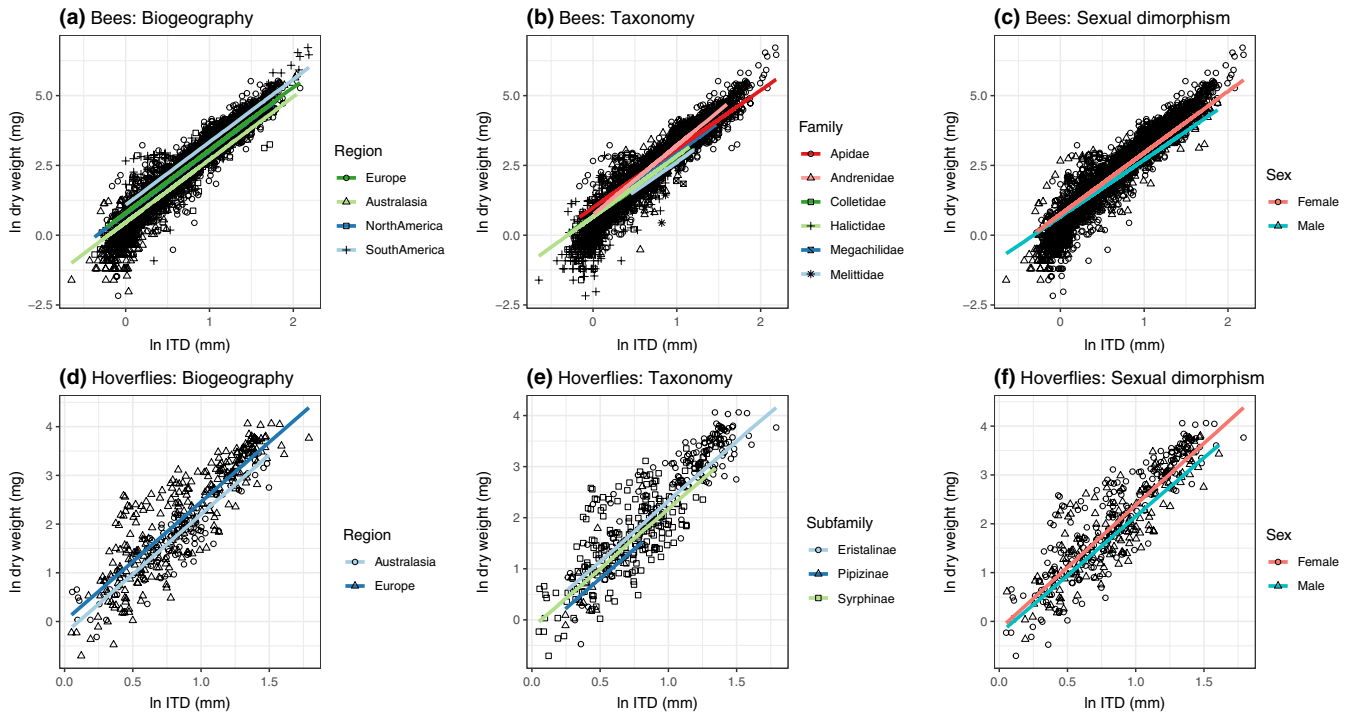 (a) Bees: Biogeography
ln dry weight (mg)
5.0
2.5
0.0
−2.5
0
1
2
ln ITD (mm)
Region
Europe
Australasia
NorthAmerica
SouthAmerica
(b) Bees: Taxonomy
ln dry weight (mg)
5.0
2.5
0.0
−2.5
0
1
2
ln ITD (mm)
Family
Apidae
Andrenidae
Colletidae
Halictidae
Megachilidae
Melittidae
(c) Bees: Sexual dimorphism
ln dry weight (mg)
5.0
2.5
0.0
−2.5
0
1
2
ln ITD (mm)
Sex
Female
Male
(d) Hoverflies: Biogeography
ln dry weight (mg)
4
3
2
1
0
0.0
0.5
1.0
1.5
ln ITD (mm)
Region
Australasia
Europe
(e) Hoverflies: Taxonomy
ln dry weight (mg)
4
3
2
1
0
0.0
0.5
1.0
1.5
ln ITD (mm)
Subfamily
Eristalinae
Pipizinae
Syrphinae
(f) Hoverflies: Sexual dimorphism
ln dry weight (mg)
4
3
2
1
0
0.0
0.5
1.0
1.5
ln ITD (mm)
Sex
Female
Male